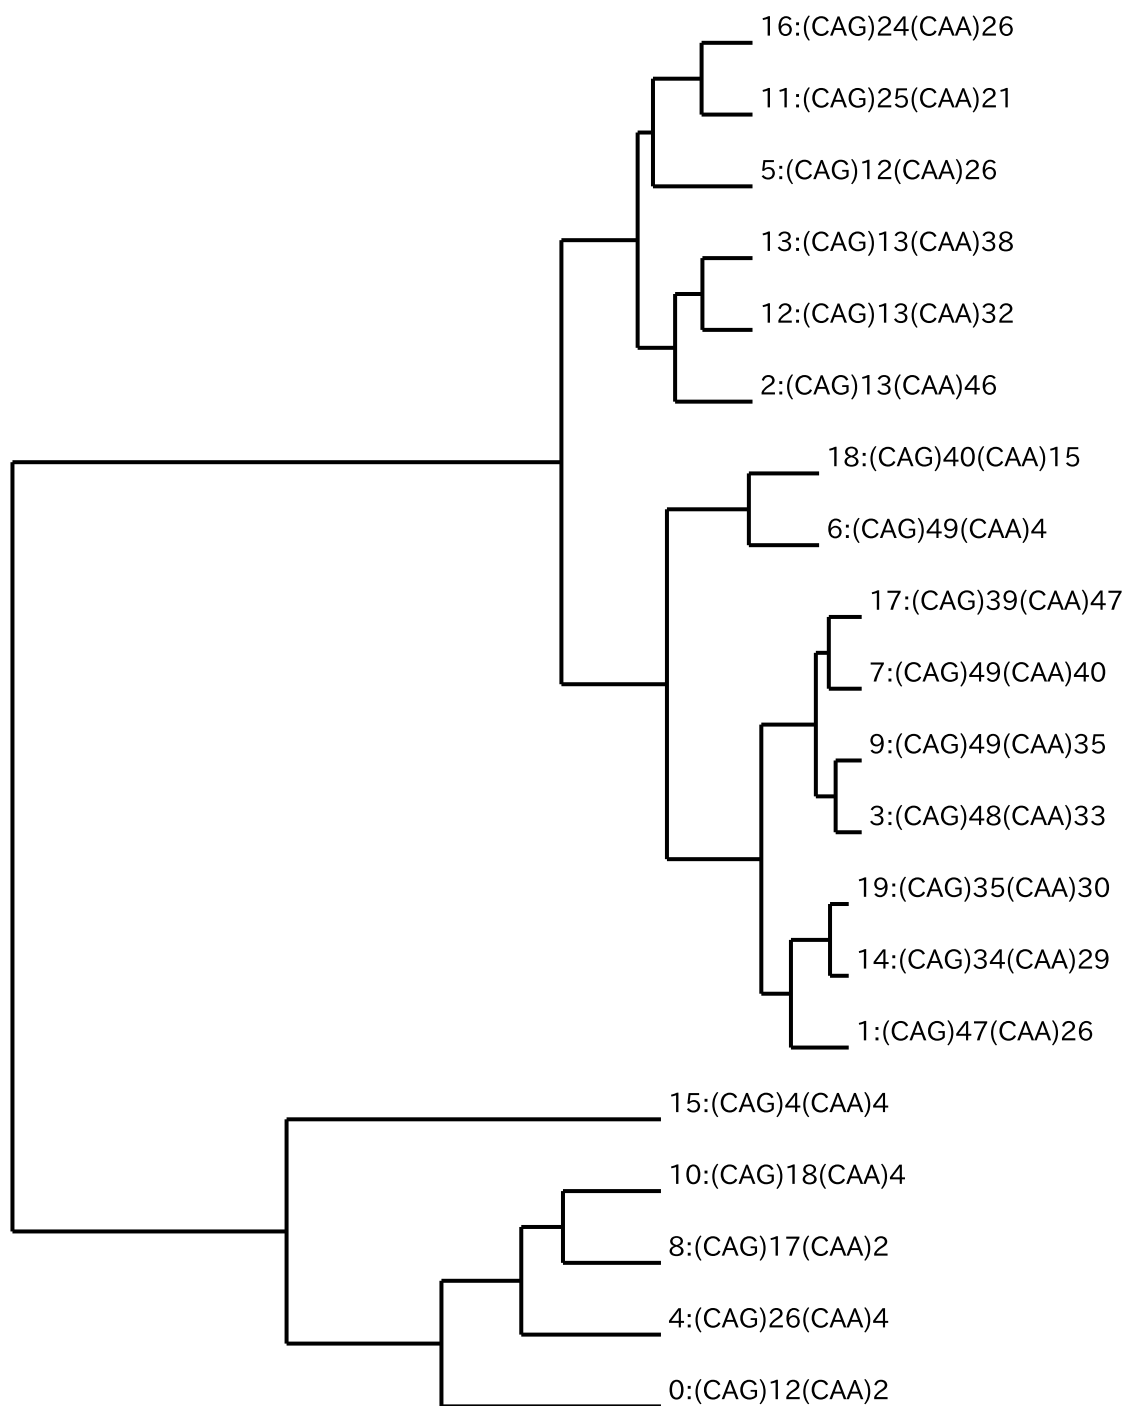 16:(CAG)24(CAA)26
11:(CAG)25(CAA)21
5:(CAG)12(CAA)26
13:(CAG)13(CAA)38
12:(CAG)13(CAA)32
2:(CAG)13(CAA)46
18:(CAG)40(CAA)15
6:(CAG)49(CAA)4
17:(CAG)39(CAA)47
7:(CAG)49(CAA)40
9:(CAG)49(CAA)35
3:(CAG)48(CAA)33
19:(CAG)35(CAA)30
14:(CAG)34(CAA)29
1:(CAG)47(CAA)26
15:(CAG)4(CAA)4
10:(CAG)18(CAA)4
8:(CAG)17(CAA)2
4:(CAG)26(CAA)4
0:(CAG)12(CAA)2